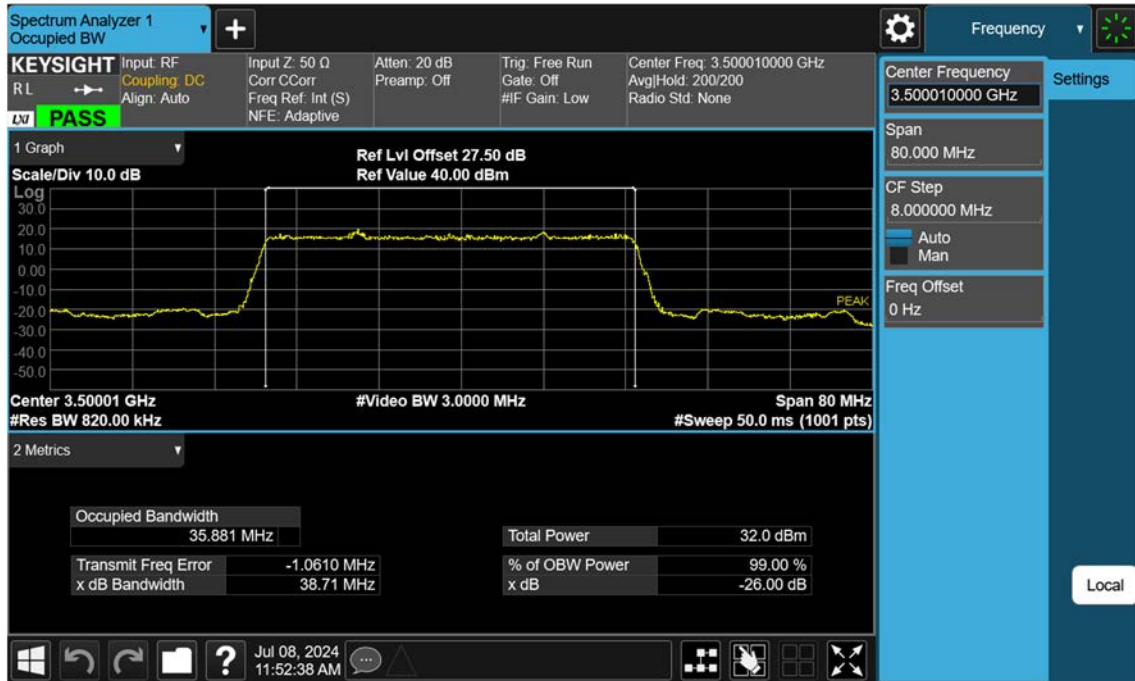 Spectrum Analyzer 1
Occupied BW
Frequency
KEYSIGHT
RL
LXI PASS
Input: RF
Coupling: DC
Align: Auto
Input Z: 50 Ω
Corr CCorr
Freq Ref: Int (S)
NFE: Adaptive
Atten: 20 dB
Preamp: Off
Trig: Free Run
Gate: Off
#IF Gain: Low
Center Freq: 3.500010000 GHz
Avg|Hold: 200/200
Radio Std: None
1 Graph
Scale/Div 10.0 dB
Ref Lvl Offset 27.50 dB
Ref Value 40.00 dBm
Log
30.0
20.0
10.0
0.00
-10.0
-20.0
-30.0
-40.0
-50.0
PEAK
Center 3.50001 GHz
#Res BW 820.00 kHz
#Video BW 3.0000 MHz
Span 80 MHz
#Sweep 50.0 ms (1001 pts)
2 Metrics
Occupied Bandwidth
35.881 MHz
Total Power 32.0 dBm
Transmit Freq Error -1.0610 MHz
% of OBW Power 99.00 %
x dB Bandwidth 38.71 MHz
x dB -26.00 dB
Center Frequency
3.500010000 GHz
Settings
Span
80.000 MHz
CF Step
8.000000 MHz
Auto
Man
Freq Offset
0 Hz
Local
?
Jul 08, 2024
11:52:38 AM